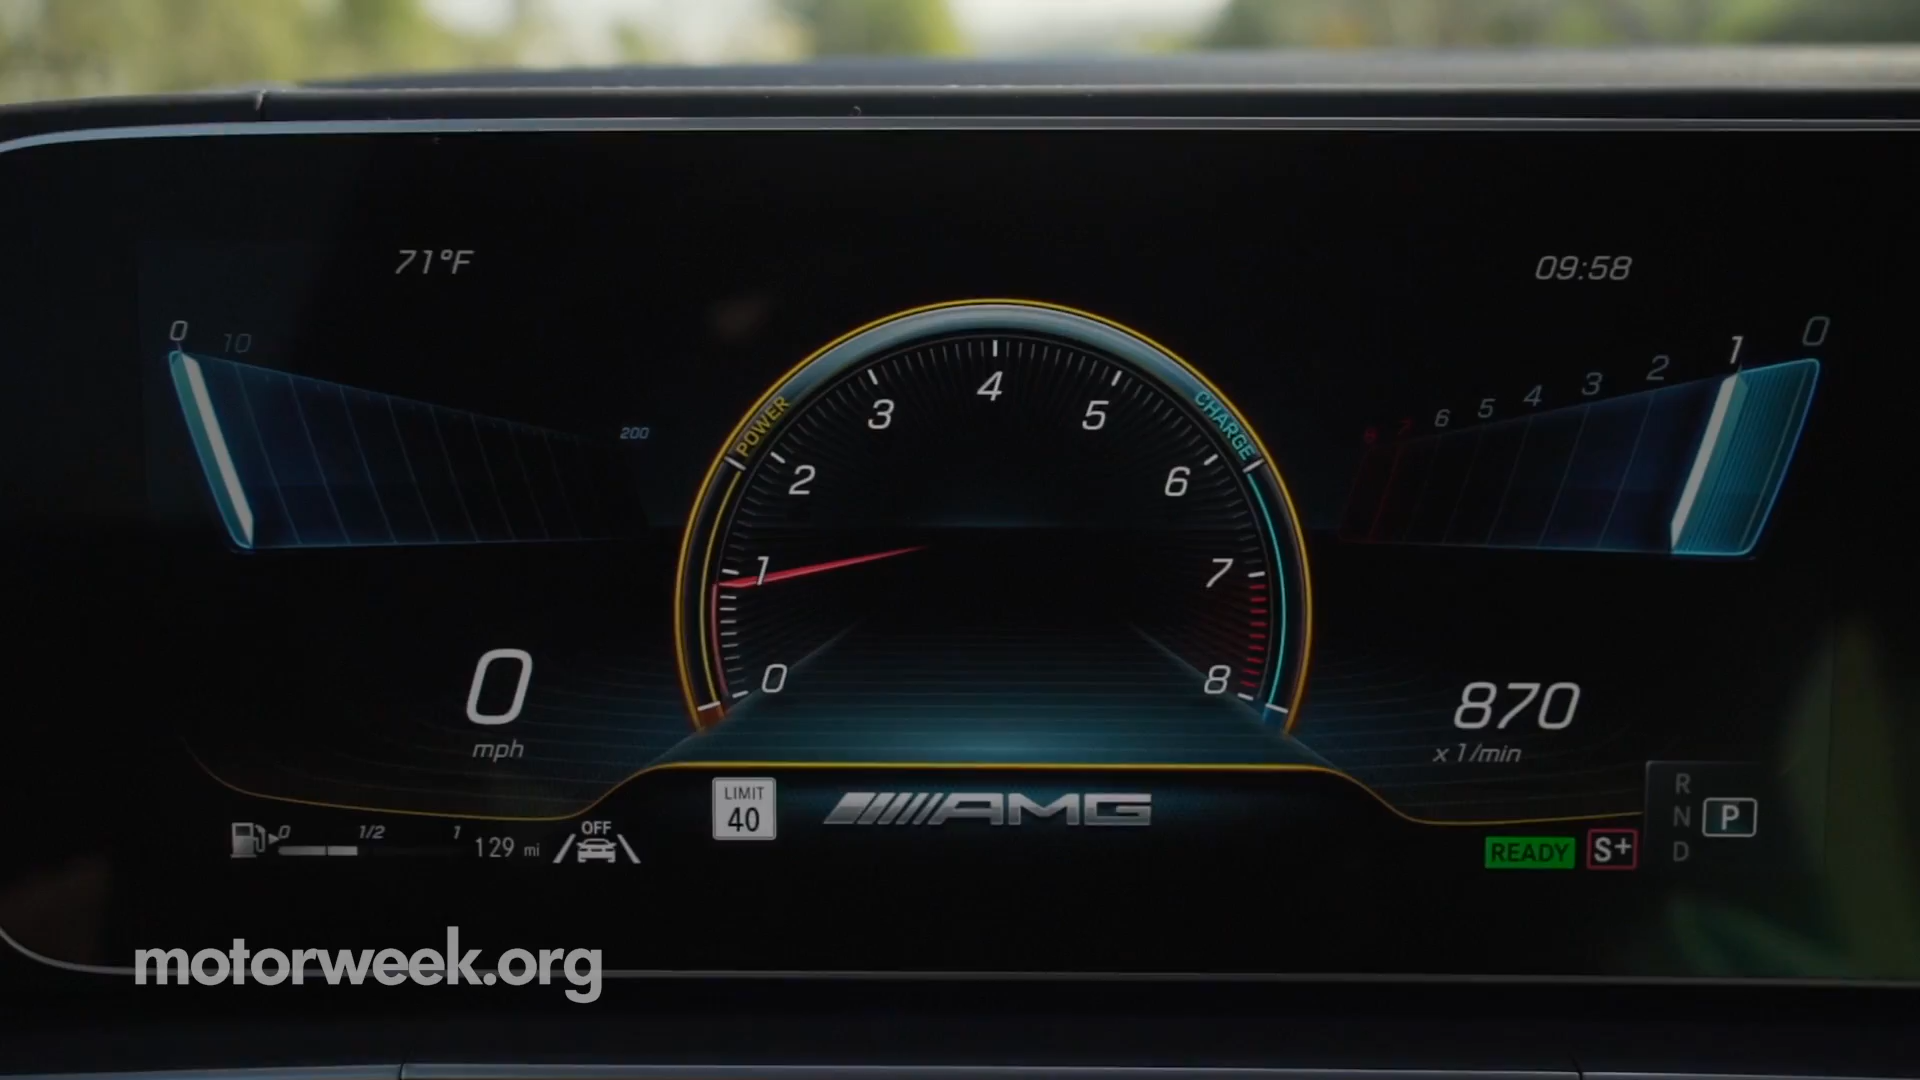 71°F
09:58
0 10 200
8 7 6 5 4 3 2 1 0
POWER
CHARGE
0 1 2 3 4 5 6 7 8
0
mph
870
x 1/min
LIMIT
40
AMG
0 1/2 1
129 mi
OFF
READY
S+
R
N
D
P
motorweek.org